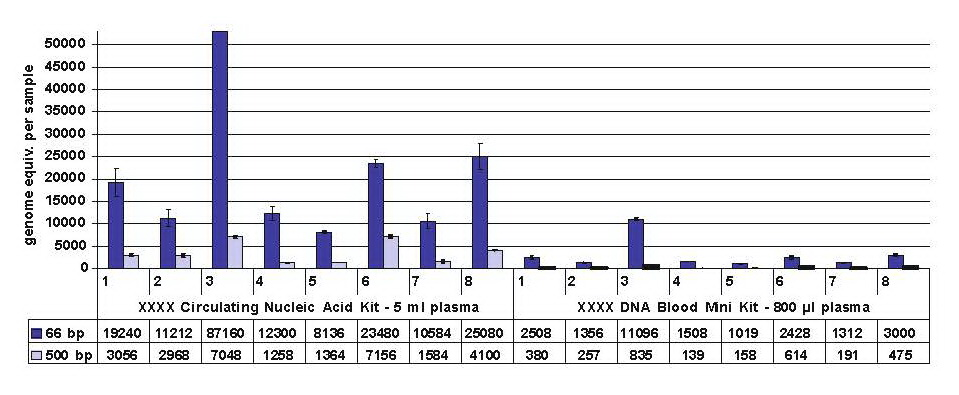 genome equiv. per sample
50000
45000
40000
35000
30000
25000
20000
15000
10000
5000
0
1 2 3 4 5 6 7 8 1 2 3 4 5 6 7 8
XXXX Circulating Nucleic Acid Kit - 5 ml plasma XXXX DNA Blood Mni Kit - 800 µl plasma
66 bp 19240 11212 87160 12300 8136 23480 10584 25080 2508 1356 11096 1508 1019 2428 1312 3000
500 bp 3056 2968 7048 1258 1364 7156 1584 4100 380 257 835 139 158 614 191 475